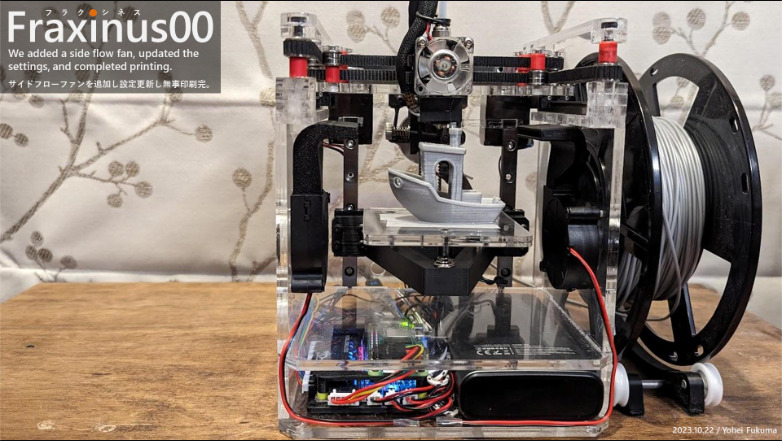 フラクシネス
Fraxinus00
We added a side flow fan, updated the
settings, and completed printing.
サイドフローファンを追加し設定更新し無事印刷完。
2023.10.22 / Yohei Fukuma